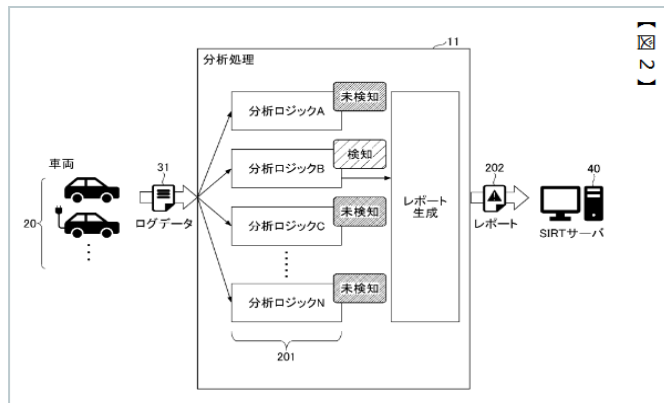 【図2】
11
分析処理
未検知
分析ロジックA
検知
車両
31
分析ロジックB
202
40
レポート
生成
20
未検知
ログデータ
分析ロジックC
レポート
SIRTサーバ
未検知
分析ロジックN
201